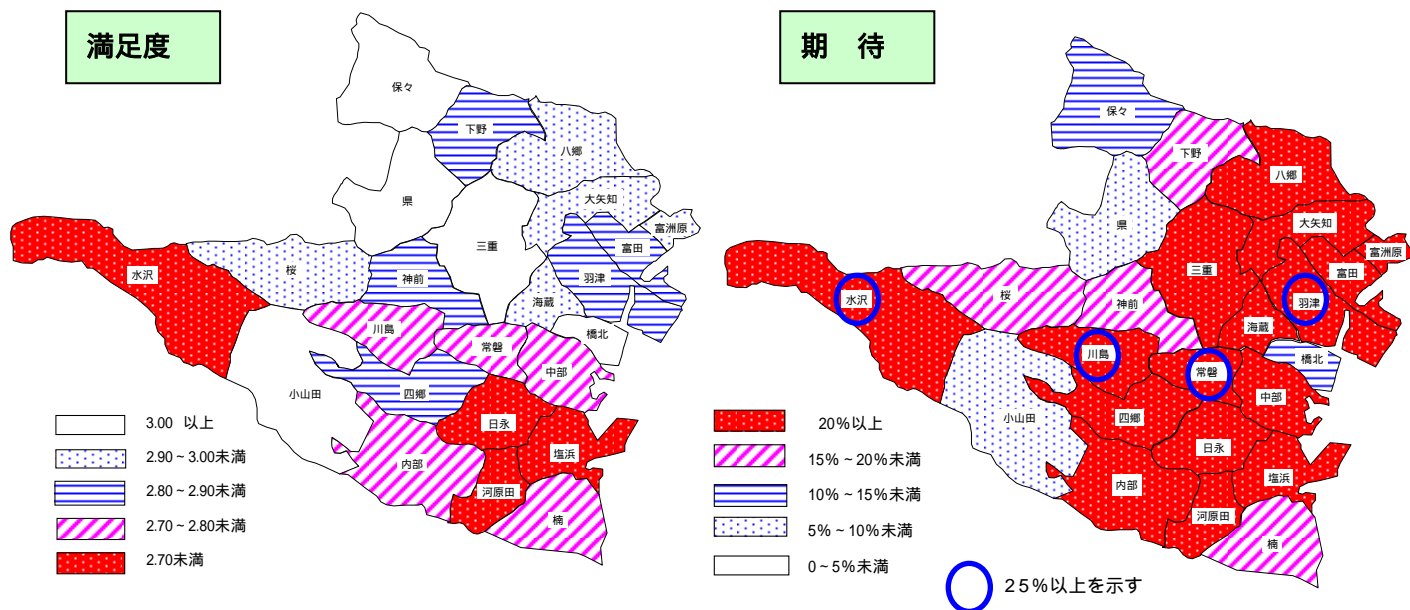 満足度
保々
下野
八郷
大矢知
富洲原
県
三重
富田
水沢
桜
神前
羽津
海蔵
川島
常磐
橋北
中部
小山田
四郷
日永
塩浜
内部
河原田
楠
3.00 以上
2.90~3.00未満
2.80~2.90未満
2.70~2.80未満
2.70未満
期 待
保々
下野
八郷
大矢知
富洲原
県
三重
富田
水沢
桜
神前
羽津
海蔵
川島
常磐
橋北
中部
小山田
四郷
日永
塩浜
内部
河原田
楠
20%以上
15%~20%未満
10%~15%未満
5%~10%未満
0~5%未満
25%以上を示す